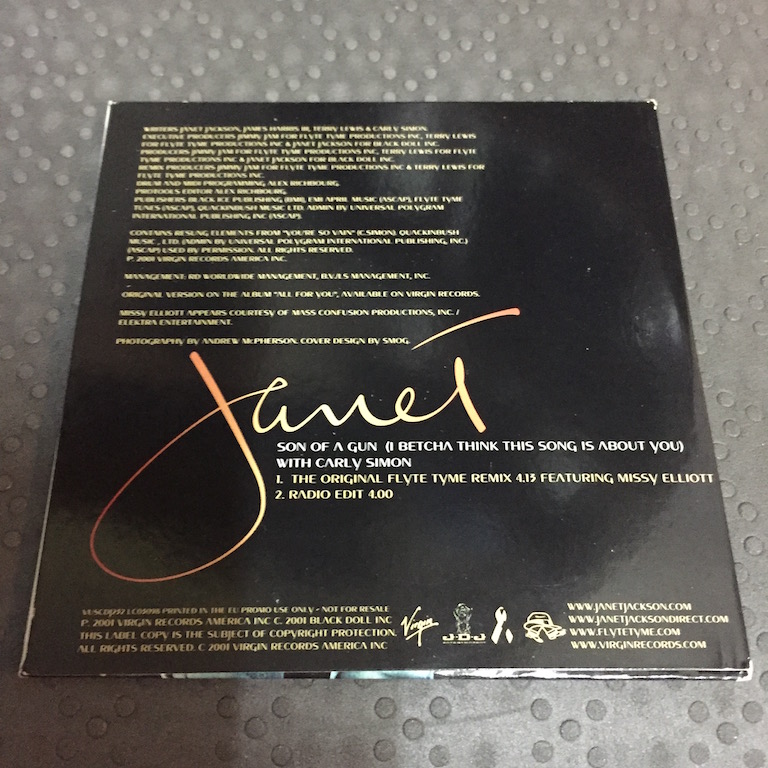 WRITERS JANET JACKSON, JAMES HARRIS III, TERRY LEWIS & CARLY SIMON.
EXECUTIVE PRODUCERS JIMMY JAM FOR FLYTE TYME PRODUCTIONS INC, TERRY LEWIS
FOR FLYTE TYME PRODUCTIONS INC & JANET JACKSON FOR BLACK DOLL INC.
PRODUCERS JIMMY JAM FOR FLYTE TYME PRODUCTIONS INC, TERRY LEWIS FOR FLYTE
TYME PRODUCTIONS INC & JANET JACKSON FOR BLACK DOLL INC.
REMIX PRODUCERS JIMMY JAM FOR FLYTE TYME PRODUCTIONS INC & TERRY LEWIS FOR
FLYTE TYME PRODUCTIONS INC.
DRUM AND MIDI PROGRAMMING, ALEX RICHBOURG.
PROTOOLS EDITOR ALEX RICHBOURG.
PUBLISHERS BLACK ICE PUBLISHING (BMI), EMI APRIL MUSIC (ASCAP), FLYTE TYME
TUNES (ASCAP), QUACKINBUSH MUSIC LTD. ADMIN BY UNIVERSAL POLYGRAM
INTERNATIONAL PUBLISHING, INC (ASCAP).
CONTAINS RESUNG ELEMENTS FROM "YOU'RE SO VAIN" (C.SIMON). QUACKINBUSH
MUSIC , LTD. (ADMIN BY UNIVERSAL POLYGRAM INTERNATIONAL PUBLISHING, INC.)
(ASCAP) USED BY PERMISSION. ALL RIGHTS RESERVED.
P. 2001 VIRGIN RECORDS AMERICA INC.
MANAGEMENT: RD WORLDWIDE MANAGEMENT, B.V./LS MANAGEMENT, INC.
ORIGINAL VERSION ON THE ALBUM "ALL FOR YOU", AVAILABLE ON VIRGIN RECORDS.
MISSY ELLIOTT APPEARS COURTESY OF MASS CONFUSION PRODUCTIONS, INC. /
ELEKTRA ENTERTAINMENT.
PHOTOGRAPHY BY ANDREW McPHERSON. COVER DESIGN BY SMOG.
Janet
SON OF A GUN (I BETCHA THINK THIS SONG IS ABOUT YOU)
WITH CARLY SIMON
1. THE ORIGINAL FLYTE TYME REMIX 4.13 FEATURING MISSY ELLIOTT
2. RADIO EDIT 4.00
VUSCDJ232 LC03098 PRINTED IN THE EU PROMO USE ONLY - NOT FOR RESALE
P. 2001 VIRGIN RECORDS AMERICA INC C. 2001 BLACK DOLL INC
THIS LABEL COPY IS THE SUBJECT OF COPYRIGHT PROTECTION.
ALL RIGHTS RESERVED. C 2001 VIRGIN RECORDS AMERICA INC
Virgin
J·D·J
WWW.JANETJACKSON.COM
WWW.JANETJACKSONDIRECT.COM
WWW.FLYTETYME.COM
WWW.VIRGINRECORDS.COM